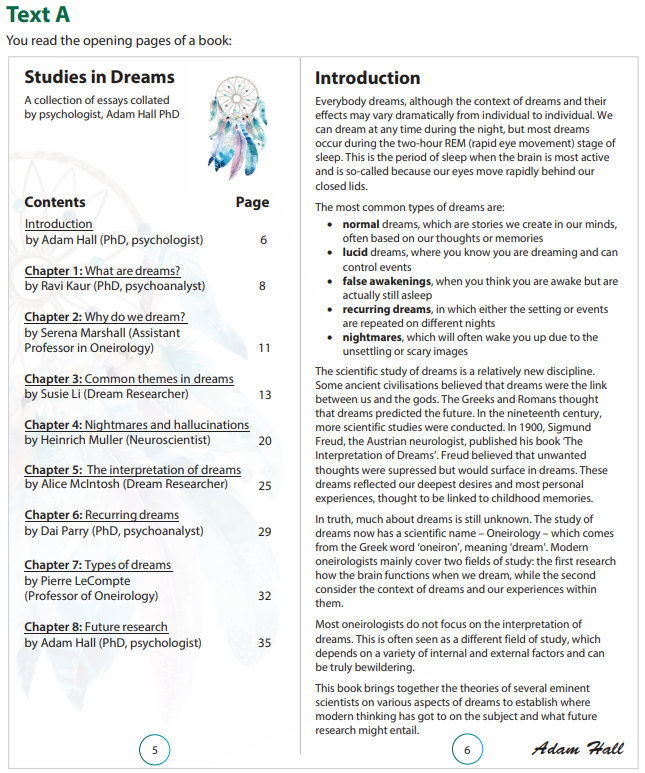 Text A
You read the opening pages of a book:
Studies in Dreams
A collection of essays collated
by psychologist, Adam Hall PhD
Contents Page
Introduction
by Adam Hall (PhD, psychologist) 6
Chapter 1: What are dreams?
by Ravi Kaur (PhD, psychoanalyst) 8
Chapter 2: Why do we dream?
by Serena Marshall (Assistant
Professor in Oneirology) 11
Chapter 3: Common themes in dreams
by Susie Li (Dream Researcher) 13
Chapter 4: Nightmares and hallucinations
by Heinrich Muller (Neuroscientist) 20
Chapter 5: The interpretation of dreams
by Alice McIntosh (Dream Researcher) 25
Chapter 6: Recurring dreams
by Dai Parry (PhD, psychoanalyst) 29
Chapter 7: Types of dreams
by Pierre LeCompte
(Professor of Oneirology) 32
Chapter 8: Future research
by Adam Hall (PhD, psychologist) 35
5
Introduction
Everybody dreams, although the context of dreams and their
effects may vary dramatically from individual to individual. We
can dream at any time during the night, but most dreams
occur during the two-hour REM (rapid eye movement) stage of
sleep. This is the period of sleep when the brain is most active
and is so-called because our eyes move rapidly behind our
closed lids.
The most common types of dreams are:
• normal dreams, which are stories we create in our minds,
often based on our thoughts or memories
• lucid dreams, where you know you are dreaming and can
control events
• false awakenings, when you think you are awake but are
actually still asleep
• recurring dreams, in which either the setting or events
are repeated on different nights
• nightmares, which will often wake you up due to the
unsettling or scary images
The scientific study of dreams is a relatively new discipline.
Some ancient civilisations believed that dreams were the link
between us and the gods. The Greeks and Romans thought
that dreams predicted the future. In the nineteenth century,
more scientific studies were conducted. In 1900, Sigmund
Freud, the Austrian neurologist, published his book ‘The
Interpretation of Dreams’. Freud believed that unwanted
thoughts were supressed but would surface in dreams. These
dreams reflected our deepest desires and most personal
experiences, thought to be linked to childhood memories.
In truth, much about dreams is still unknown. The study of
dreams now has a scientific name – Oneirology – which comes
from the Greek word ‘oneiron’, meaning ‘dream’. Modern
oneirologists mainly cover two fields of study: the first research
how the brain functions when we dream, while the second
consider the context of dreams and our experiences within
them.
Most oneirologists do not focus on the interpretation of
dreams. This is often seen as a different field of study, which
depends on a variety of internal and external factors and can
be truly bewildering.
This book brings together the theories of several eminent
scientists on various aspects of dreams to establish where
modern thinking has got to on the subject and what future
research might entail.
6 Adam Hall